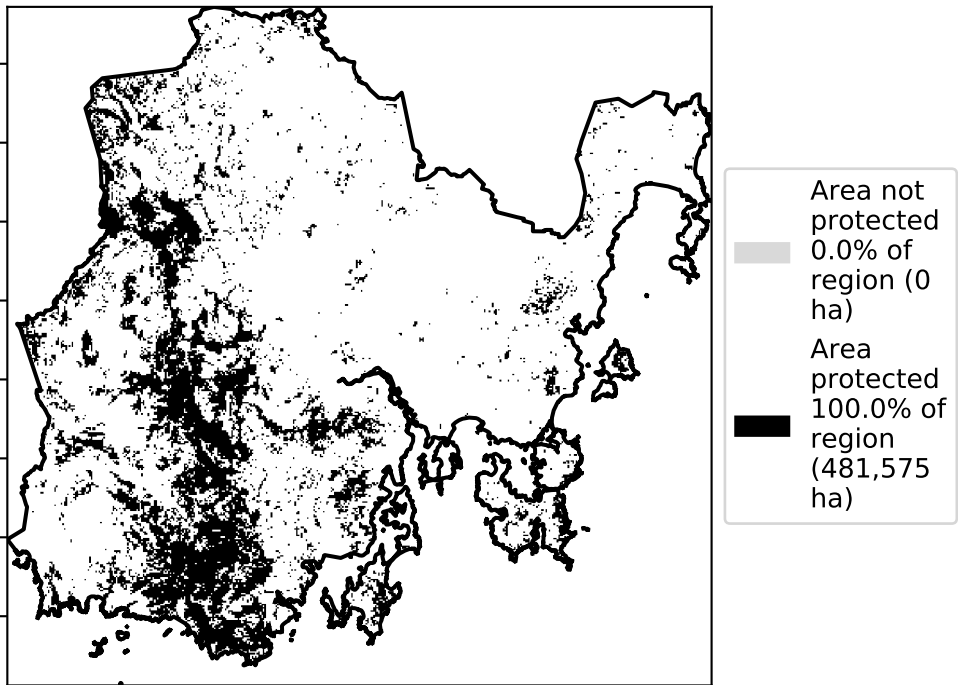 Area not
protected
0.0% of
region (0
ha)
Area
protected
100.0% of
region
(481,575
ha)